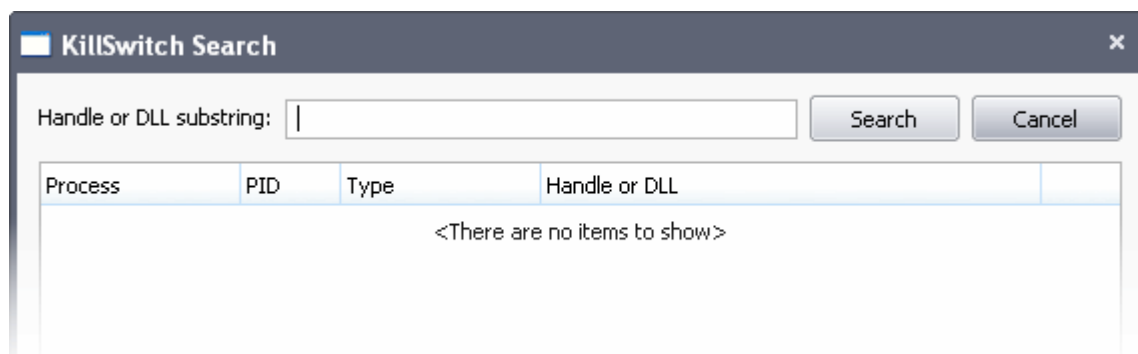 KillSwitch Search
Handle or DLL substring: Search Cancel
Process PID Type Handle or DLL
<There are no items to show>